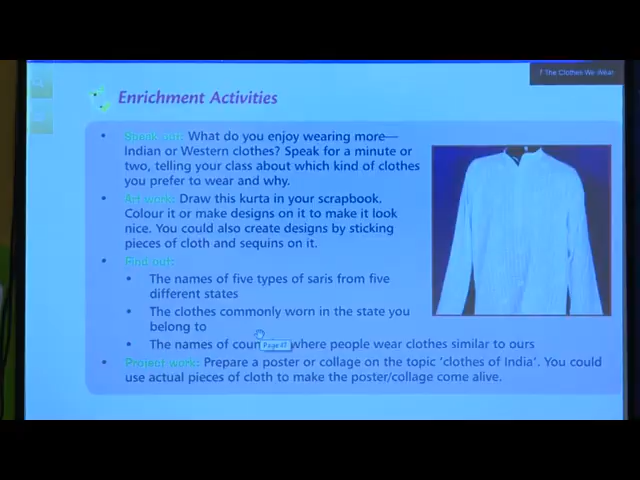 7 The Clothes We Wear
Enrichment Activities
• Speak out: What do you enjoy wearing more—
Indian or Western clothes? Speak for a minute or
two, telling your class about which kind of clothes
you prefer to wear and why.
• Art work: Draw this kurta in your scrapbook.
Colour it or make designs on it to make it look
nice. You could also create designs by sticking
pieces of cloth and sequins on it.
• Find out:
• The names of five types of saris from five
different states
• The clothes commonly worn in the state you
belong to
• The names of coun where people wear clothes similar to ours
Page 47
• Project work: Prepare a poster or collage on the topic 'clothes of India'. You could
use actual pieces of cloth to make the poster/collage come alive.